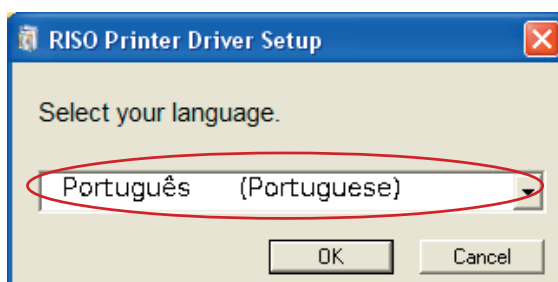 RISO Printer Driver Setup
Select your language.
Português (Portuguese)
OK Cancel